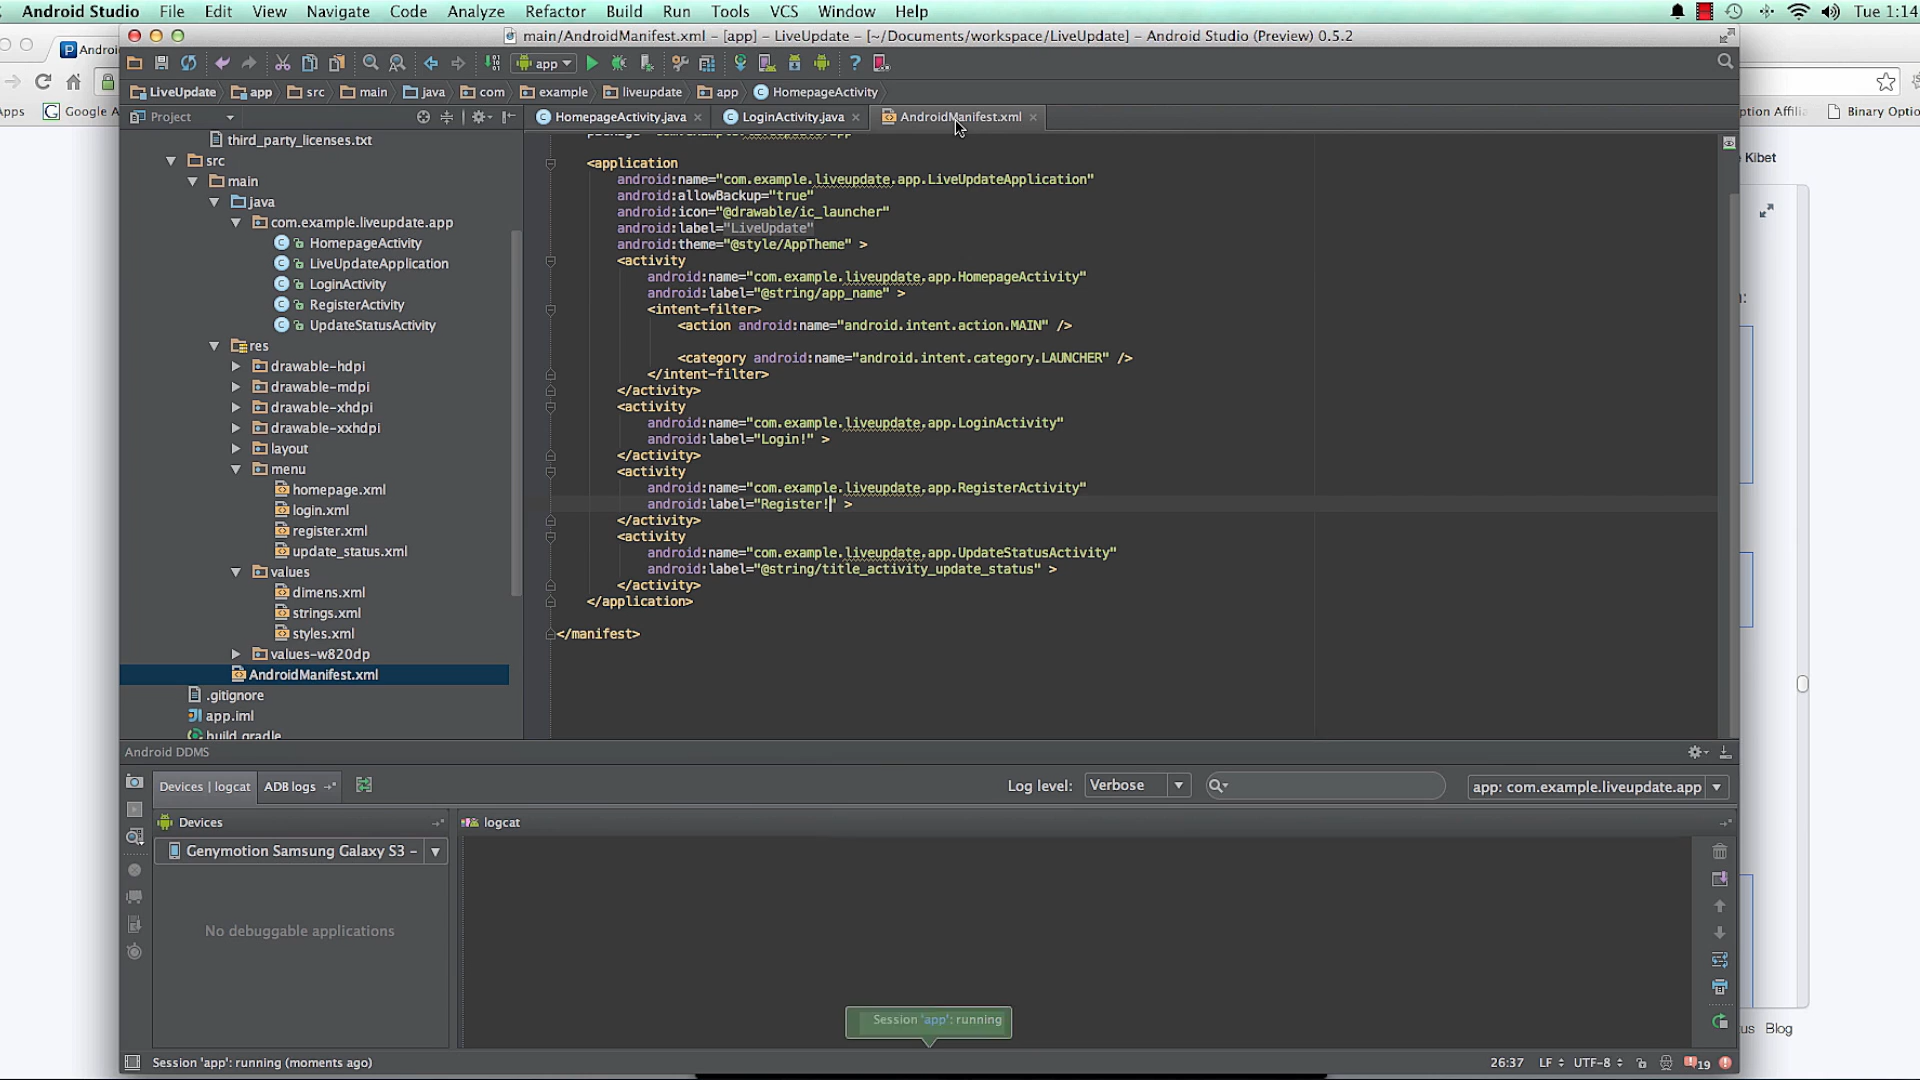 Android Studio File Edit View Navigate Code Analyze Refactor Build Run Tools VCS Window Help Tue 1:14
main/AndroidManifest.xml – [app] – LiveUpdate – [~/Documents/workspace/LiveUpdate] – Android Studio (Preview) 0.5.2
app
LiveUpdate app src main java com example liveupdate app HomepageActivity
Project
HomepageActivity.java LoginActivity.java AndroidManifest.xml
third_party_licenses.txt
src
main
java
com.example.liveupdate.app
HomepageActivity
LiveUpdateApplication
LoginActivity
RegisterActivity
UpdateStatusActivity
res
drawable-hdpi
drawable-mdpi
drawable-xhdpi
drawable-xxhdpi
layout
menu
homepage.xml
login.xml
register.xml
update_status.xml
values
dimens.xml
strings.xml
styles.xml
values-w820dp
AndroidManifest.xml
.gitignore
app.iml
build.gradle
<application
android:name="com.example.liveupdate.app.LiveUpdateApplication"
android:allowBackup="true"
android:icon="@drawable/ic_launcher"
android:label="LiveUpdate"
android:theme="@style/AppTheme" >
<activity
android:name="com.example.liveupdate.app.HomepageActivity"
android:label="@string/app_name" >
<intent-filter>
<action android:name="android.intent.action.MAIN" />
<category android:name="android.intent.category.LAUNCHER" />
</intent-filter>
</activity>
<activity
android:name="com.example.liveupdate.app.LoginActivity"
android:label="Login!" >
</activity>
<activity
android:name="com.example.liveupdate.app.RegisterActivity"
android:label="Register!" >
</activity>
<activity
android:name="com.example.liveupdate.app.UpdateStatusActivity"
android:label="@string/title_activity_update_status" >
</activity>
</application>
</manifest>
Android DDMS
Devices | logcat ADB logs
Log level: Verbose
app: com.example.liveupdate.app
Devices
logcat
Genymotion Samsung Galaxy S3 –
No debuggable applications
Session 'app': running
Session 'app': running (moments ago)
26:37 LF UTF-8 19
Google
Kibet
Binary Optio
Blog